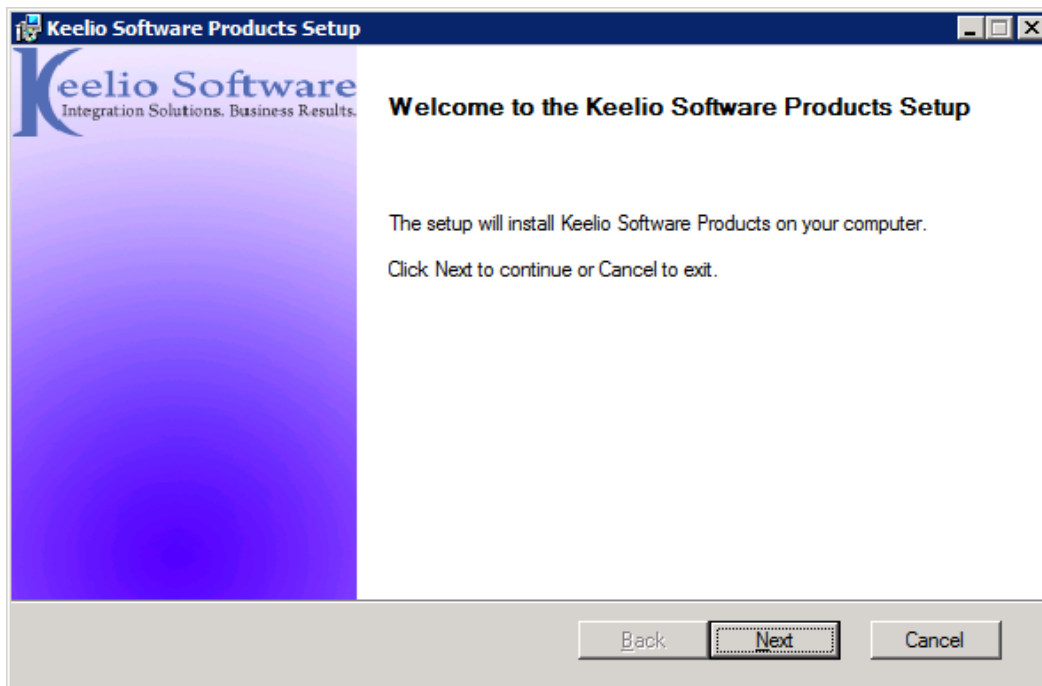 Keelio Software Products Setup
Keelio Software
Integration Solutions. Business Results.
Welcome to the Keelio Software Products Setup
The setup will install Keelio Software Products on your computer.
Click Next to continue or Cancel to exit.
Back Next Cancel